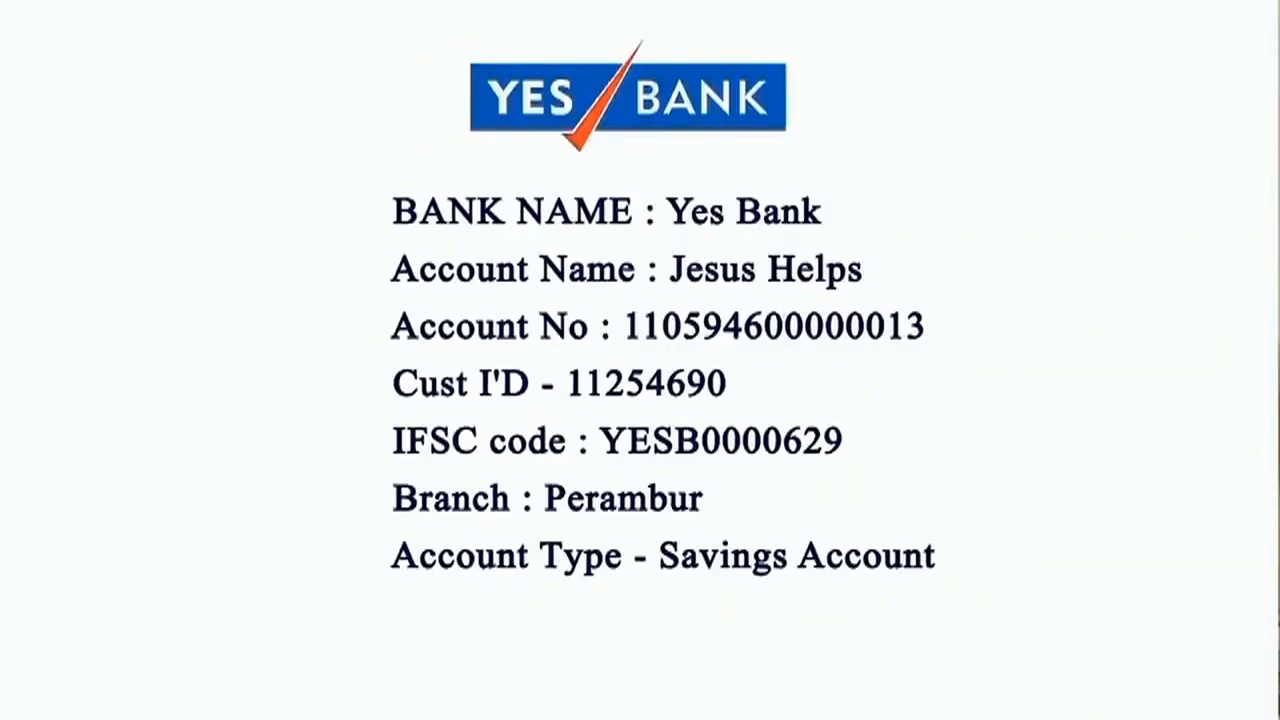 YES BANK
BANK NAME : Yes Bank
Account Name : Jesus Helps
Account No : 110594600000013
Cust I'D - 11254690
IFSC code : YESB0000629
Branch : Perambur
Account Type - Savings Account